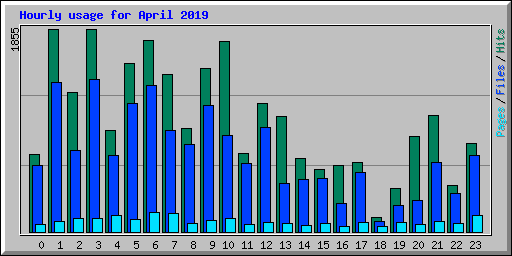 Hourly usage for April 2019
1855
Pages/Files/Hits
0 1 2 3 4 5 6 7 8 9 10 11 12 13 14 15 16 17 18 19 20 21 22 23